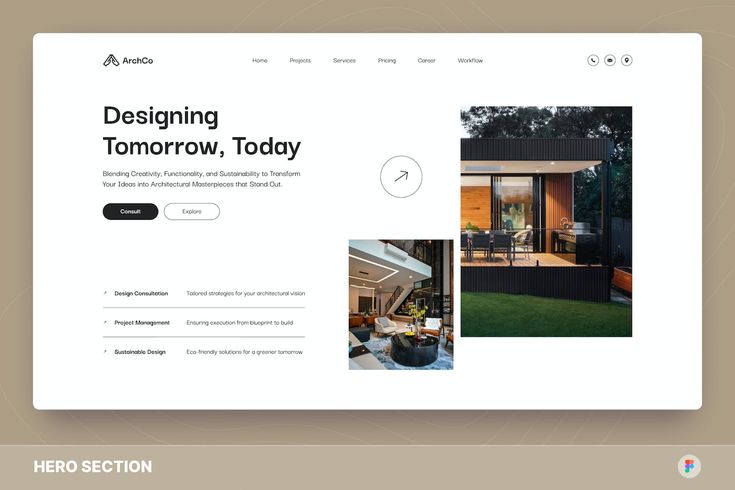 ArchCo
Home Projects Services Pricing Career Workflow
Designing
Tomorrow, Today
Blending Creativity, Functionality, and Sustainability to Transform
Your Ideas into Architectural Masterpieces that Stand Out.
Consult Explore
Design Consultation Tailored strategies for your architectural vision
Project Management Ensuring execution from blueprint to build
Sustainable Design Eco-friendly solutions for a greener tomorrow
HERO SECTION